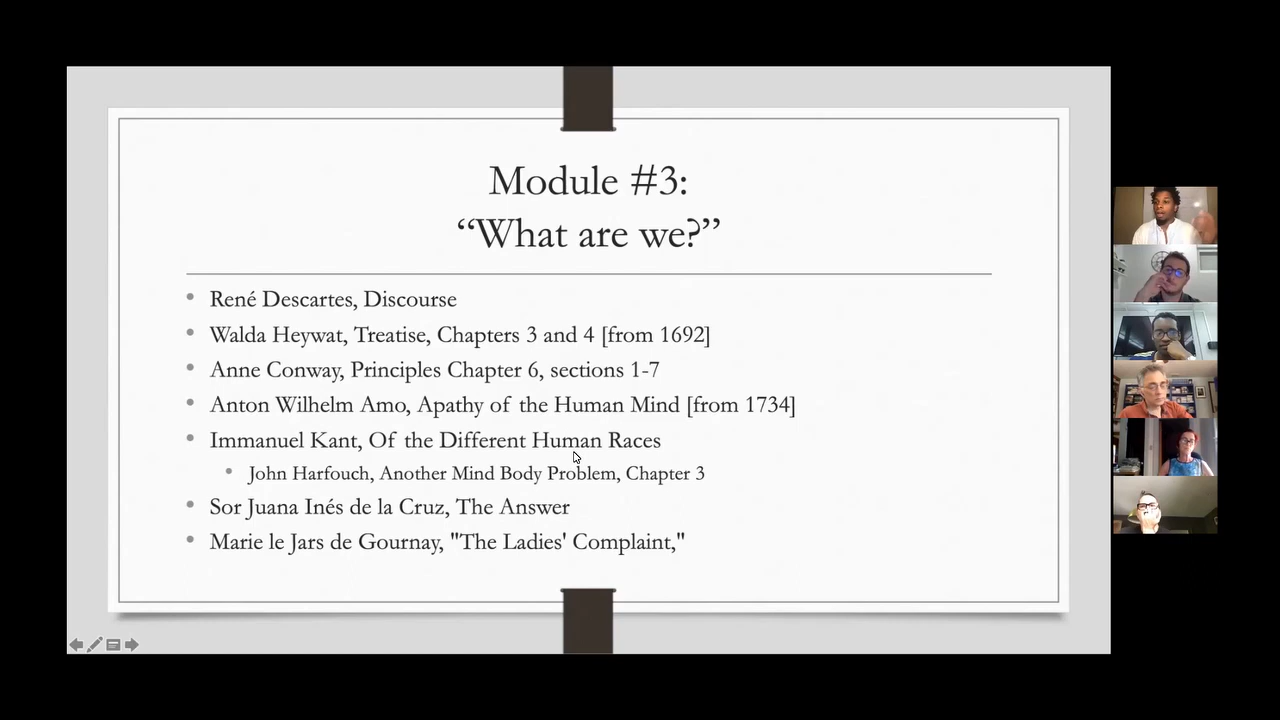 Module #3:
“What are we?”
René Descartes, Discourse
Walda Heywat, Treatise, Chapters 3 and 4 [from 1692]
Anne Conway, Principles Chapter 6, sections 1-7
Anton Wilhelm Amo, Apathy of the Human Mind [from 1734]
Immanuel Kant, Of the Different Human Races
John Harfouch, Another Mind Body Problem, Chapter 3
Sor Juana Inés de la Cruz, The Answer
Marie le Jars de Gournay, "The Ladies' Complaint,"